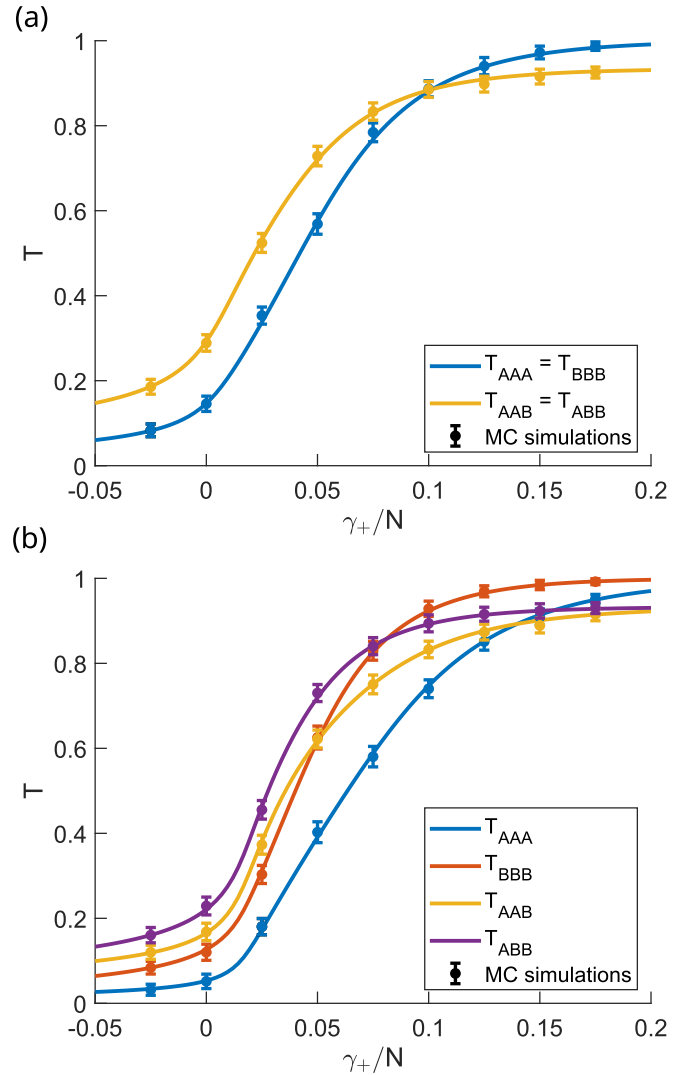 (a)
1
0.8
0.6
T
0.4
0.2
0
-0.05 0 0.05 0.1 0.15 0.2
γ₊/N
T_AAA = T_BBB
T_AAB = T_ABB
MC simulations
(b)
1
0.8
0.6
T
0.4
0.2
0
-0.05 0 0.05 0.1 0.15 0.2
γ₊/N
T_AAA
T_BBB
T_AAB
T_ABB
MC simulations